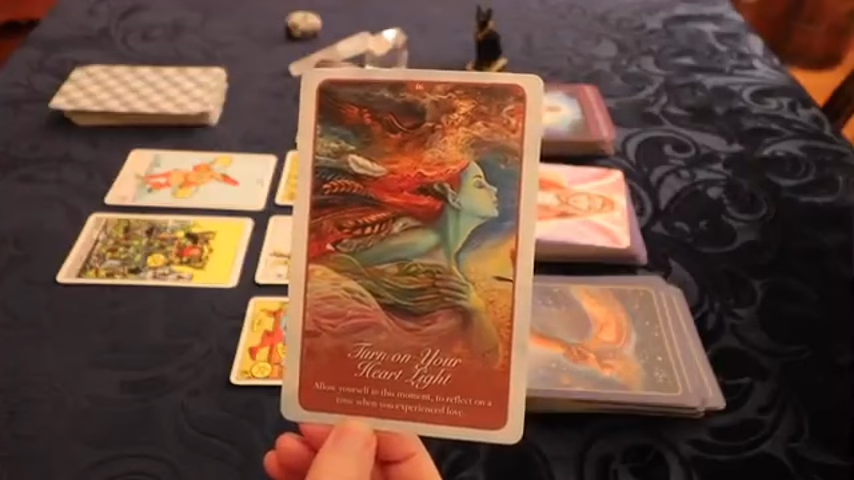 Turn on Your
Heart Light
Allow yourself in this moment, to reflect on a
time when you experienced love.